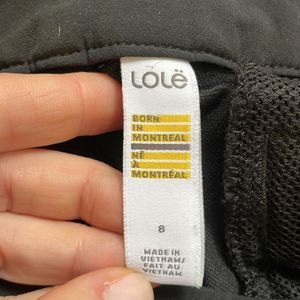 LOLË
BORN
IN
MONTREAL
NÉ
À
MONTRÉAL
8
MADE IN
VIETNAM/
FAIT AU
VIETNAM